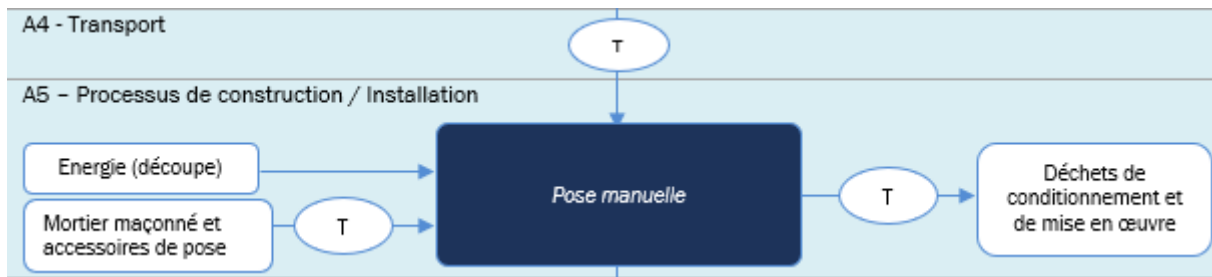 A4 - Transport
T
A5 – Processus de construction / Installation
Energie (découpe)
Mortier maçonné et
accessoires de pose
T
Pose manuelle
T
Déchets de
conditionnement et
de mise en œuvre